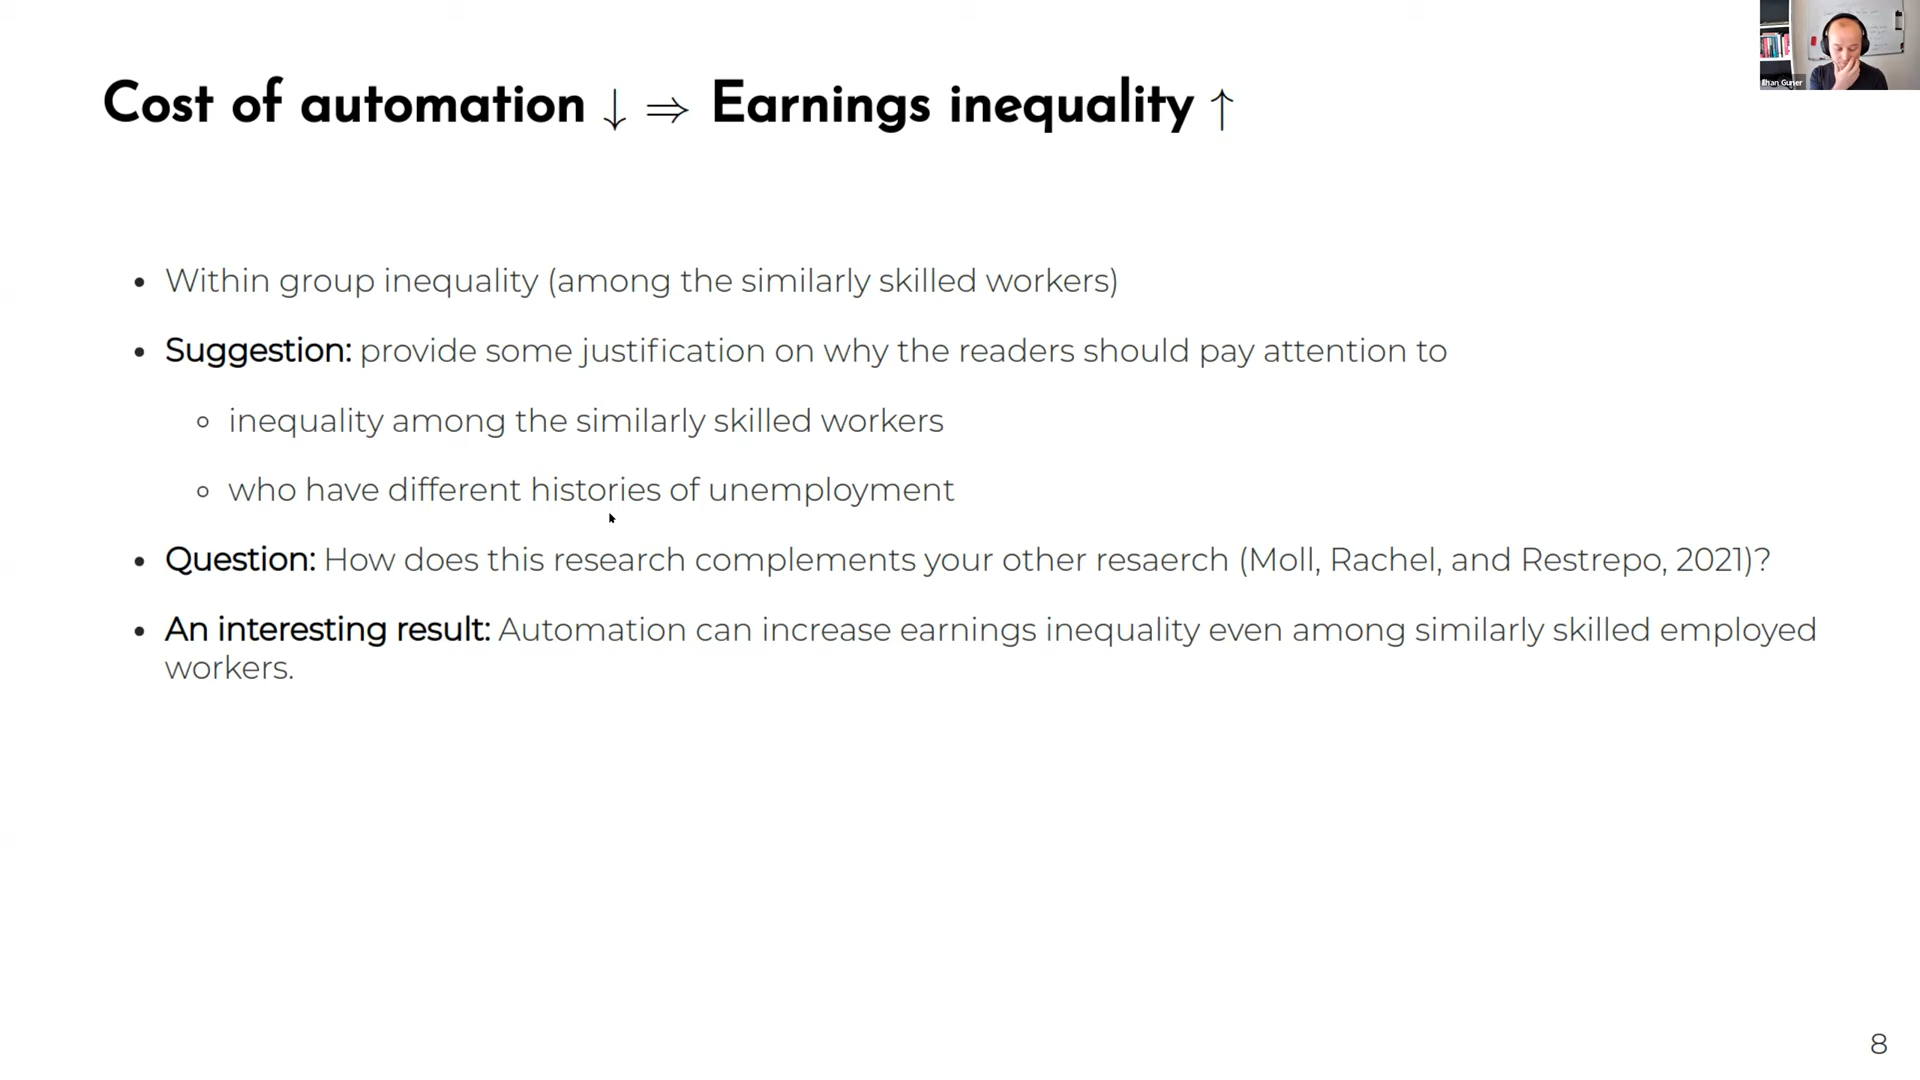 Cost of automation ↓ ⇒ Earnings inequality ↑
• Within group inequality (among the similarly skilled workers)
• Suggestion: provide some justification on why the readers should pay attention to
◦ inequality among the similarly skilled workers
◦ who have different histories of unemployment
• Question: How does this research complements your other resaerch (Moll, Rachel, and Restrepo, 2021)?
• An interesting result: Automation can increase earnings inequality even among similarly skilled employed
workers.
8